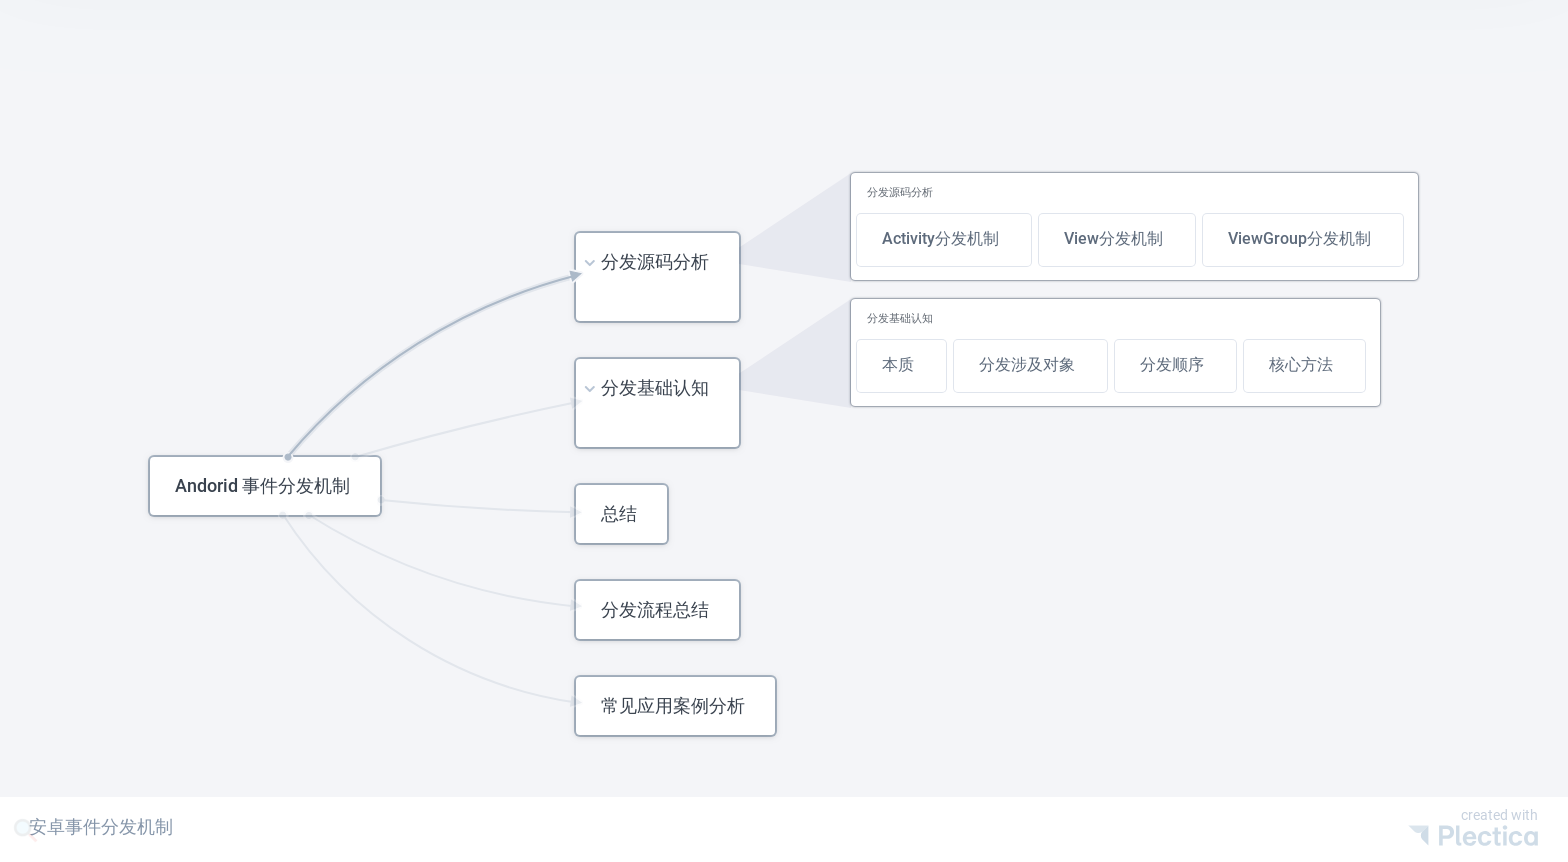 分发源码分析
分发源码分析
Activity分发机制 View分发机制 ViewGroup分发机制
分发基础认知
分发基础认知
本质 分发涉及对象 分发顺序 核心方法
Andorid 事件分发机制
总结
分发流程总结
常见应用案例分析
安卓事件分发机制
created with
Plectica